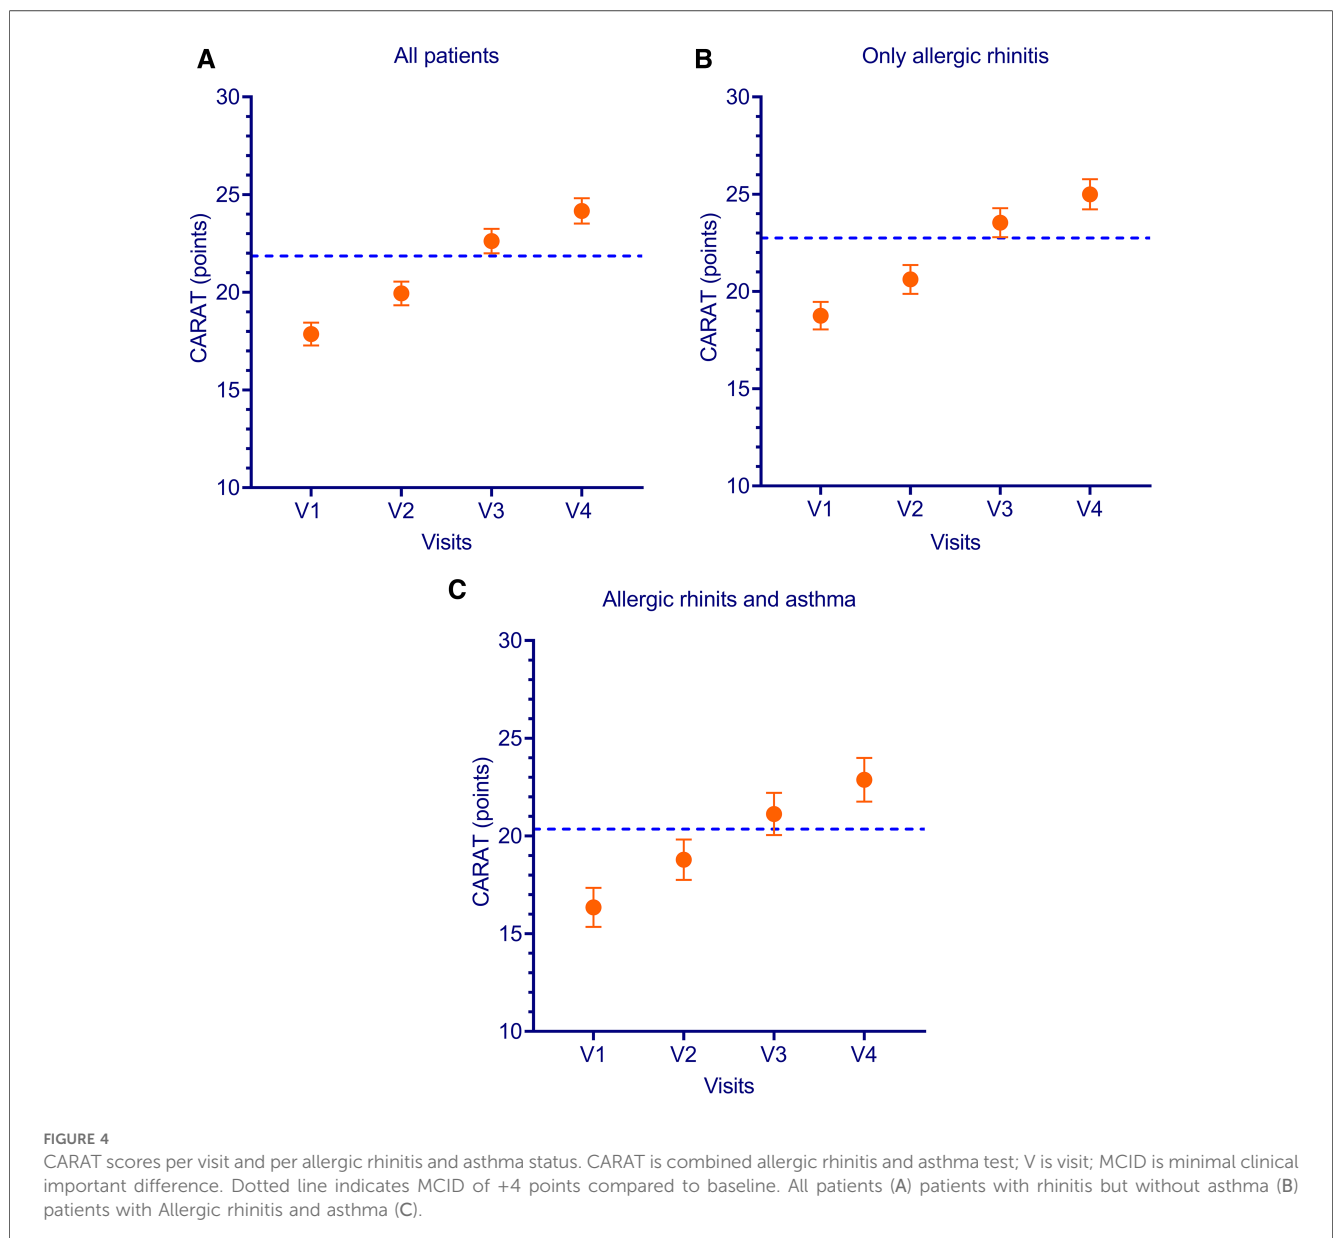 A
All patients
30
25
20
15
10
CARAT (points)
V1 V2 V3 V4
Visits
B
Only allergic rhinitis
30
25
20
15
10
CARAT (points)
V1 V2 V3 V4
Visits
C
Allergic rhinits and asthma
30
25
20
15
10
CARAT (points)
V1 V2 V3 V4
Visits
FIGURE 4
CARAT scores per visit and per allergic rhinitis and asthma status. CARAT is combined allergic rhinitis and asthma test; V is visit; MCID is minimal clinical
important difference. Dotted line indicates MCID of +4 points compared to baseline. All patients (A) patients with rhinitis but without asthma (B)
patients with Allergic rhinitis and asthma (C).